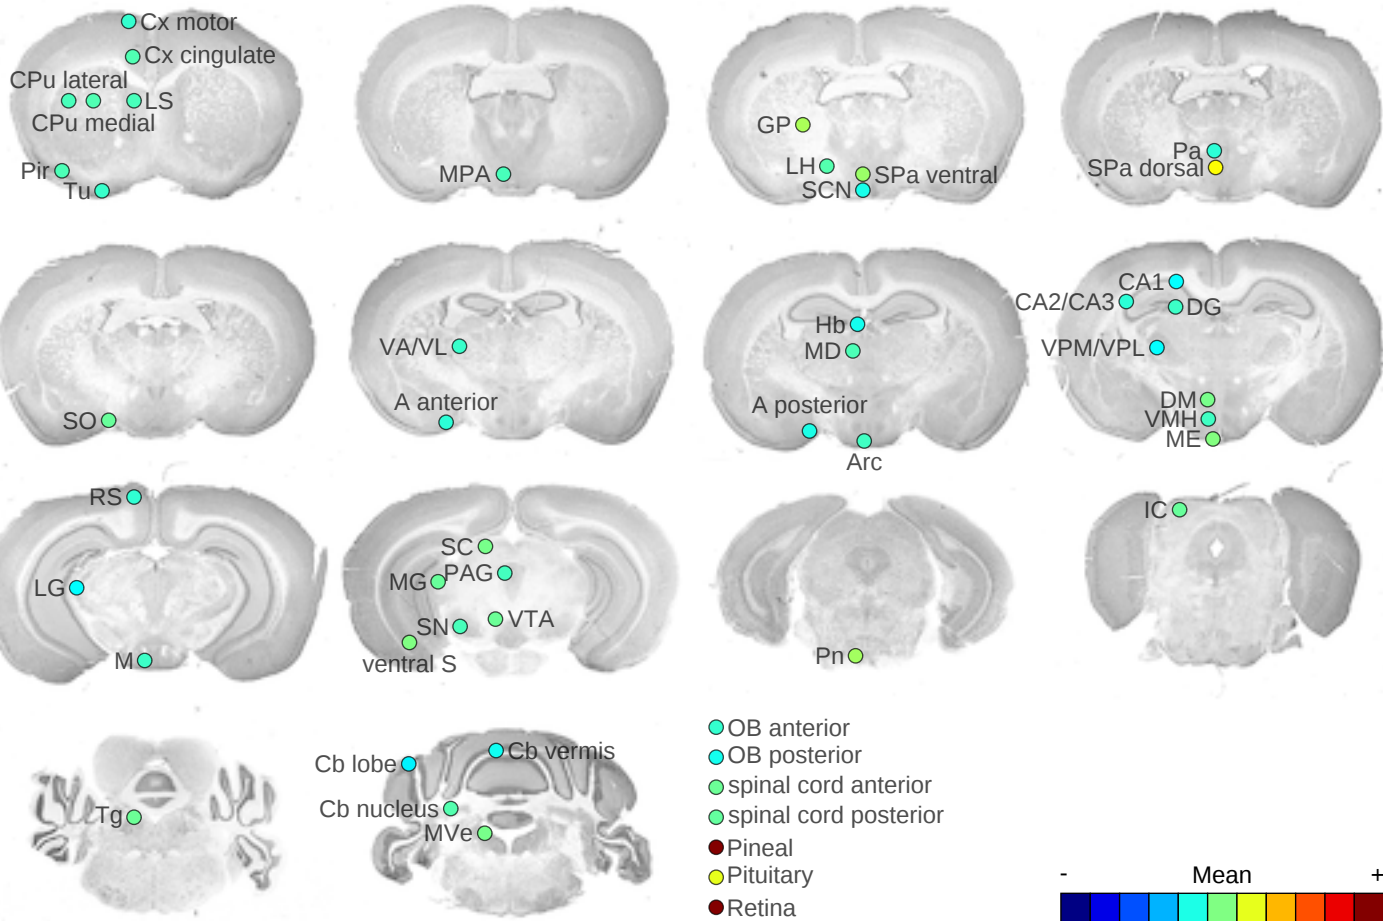 Cx motor
Cx cingulate
CPu lateral
LS
CPu medial
Pir
Tu
MPA
GP
LH
SPa ventral
SCN
Pa
SPa dorsal
SO
VA/VL
A anterior
Hb
MD
A posterior
Arc
CA1
CA2/CA3
DG
VPM/VPL
DM
VMH
ME
RS
LG
M
SC
MG
PAG
SN
VTA
ventral S
Pn
IC
Tg
Cb lobe
Cb vermis
Cb nucleus
MVe
OB anterior
OB posterior
spinal cord anterior
spinal cord posterior
Pineal
Pituitary
Retina
- Mean +